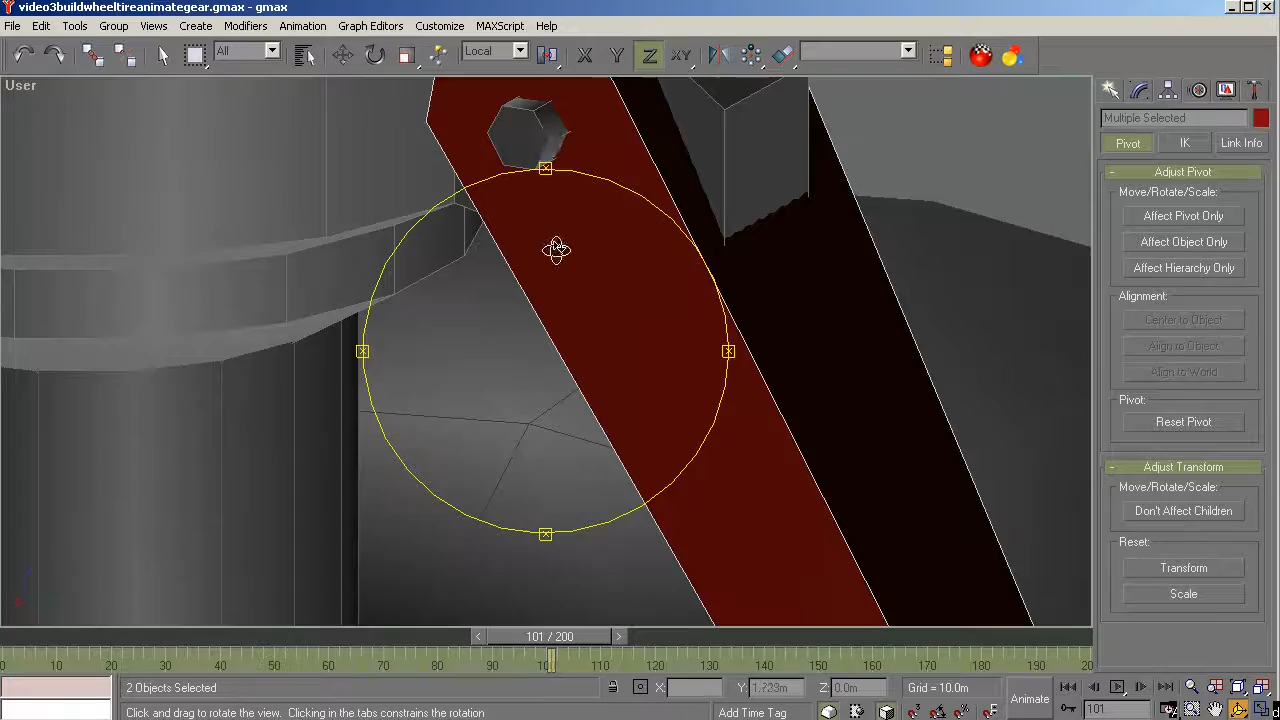 video3buildwheeltireanimategear.gmax - gmax
File Edit Tools Group Views Create Modifiers Animation Graph Editors Customize MAXScript Help
All Local X Y Z XY
User
Multiple Selected
Pivot IK Link Info
- Adjust Pivot
Move/Rotate/Scale:
Affect Pivot Only
Affect Object Only
Affect Hierarchy Only
Alignment:
Center to Object
Align to Object
Align to World
Pivot:
Reset Pivot
- Adjust Transform
Move/Rotate/Scale:
Don't Affect Children
Reset:
Transform
Scale
< 101 / 200 >
0 10 20 30 40 50 60 70 80 90 100 110 120 130 140 150 160 170 180 190 20
2 Objects Selected X: Y: 1.223m Z: 0.0m Grid = 10.0m Animate
Click and drag to rotate the view. Clicking in the tabs constrains the rotation Add Time Tag 101